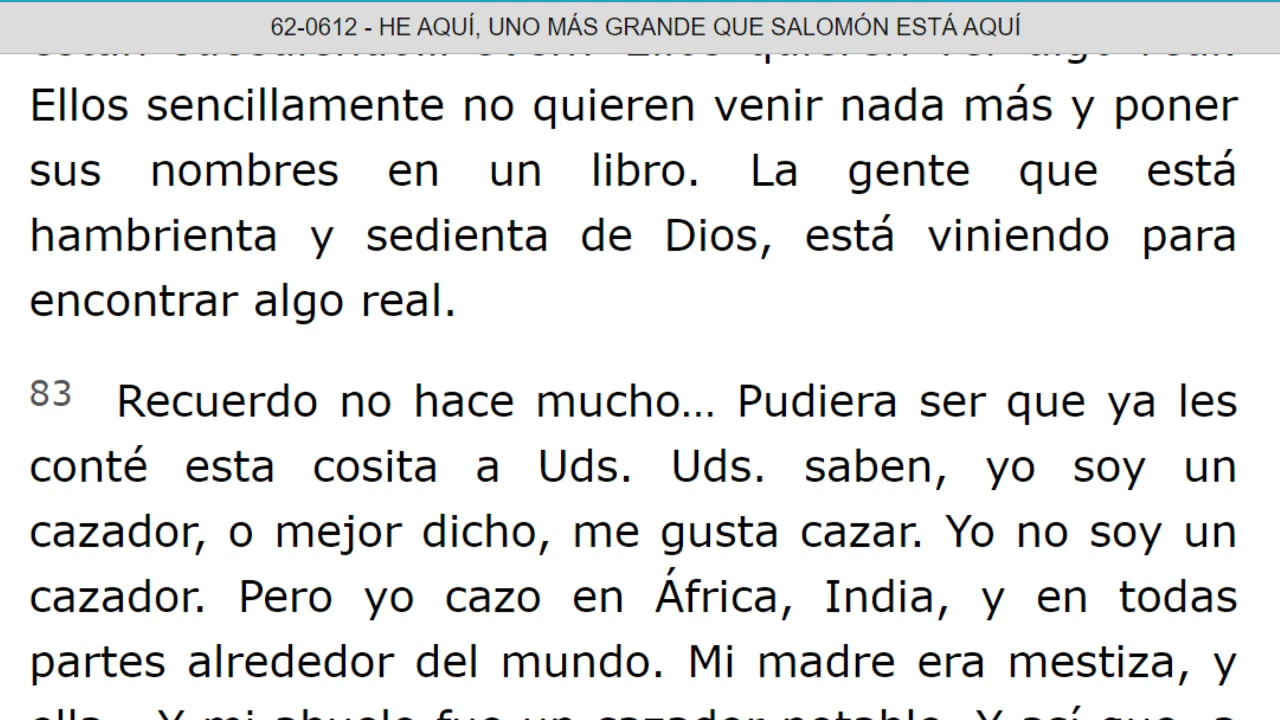 62-0612 - HE AQUÍ, UNO MÁS GRANDE QUE SALOMÓN ESTÁ AQUÍ
Ellos sencillamente no quieren venir nada más y poner
sus nombres en un libro. La gente que está
hambrienta y sedienta de Dios, está viniendo para
encontrar algo real.
83 Recuerdo no hace mucho... Pudiera ser que ya les
conté esta cosita a Uds. Uds. saben, yo soy un
cazador, o mejor dicho, me gusta cazar. Yo no soy un
cazador. Pero yo cazo en África, India, y en todas
partes alrededor del mundo. Mi madre era mestiza, y